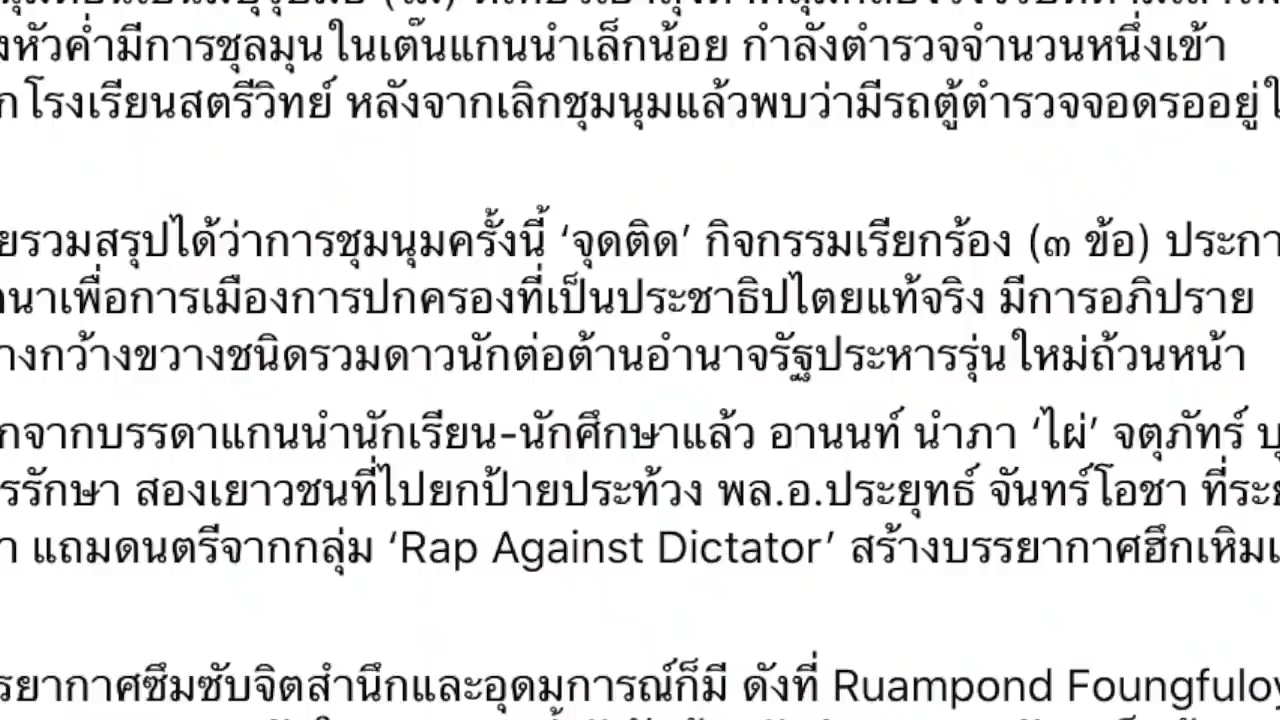 งหัวค่ำมีการชุลมุนในเต๊นแกนนำเล็กน้อย กำลังตำรวจจำนวนหนึ่งเข้า
กโรงเรียนสตรีวิทย์ หลังจากเลิกชุมนุมแล้วพบว่ามีรถตู้ตำรวจจอดรออยู่ใ
ยรวมสรุปได้ว่าการชุมนุมครั้งนี้ ‘จุดติด’ กิจกรรมเรียกร้อง (๓ ข้อ) ประกา
นาเพื่อการเมืองการปกครองที่เป็นประชาธิปไตยแท้จริง มีการอภิปราย
างกว้างขวางชนิดรวมดาวนักต่อต้านอำนาจรัฐประหารรุ่นใหม่ถ้วนหน้า
กจากบรรดาแกนนำนักเรียน-นักศึกษาแล้ว อานนท์ นำภา ‘ไผ่’ จตุภัทร์ บุ
รรักษา สองเยาวชนที่ไปยกป้ายประท้วง พล.อ.ประยุทธ์ จันทร์โอชา ที่ระย
า แถมดนตรีจากกลุ่ม ‘Rap Against Dictator’ สร้างบรรยากาศฮึกเหิมเ
รยากาศซึมซับจิตสำนึกและอุดมการณ์ก็มี ดังที่ Ruampond Foungfuloy